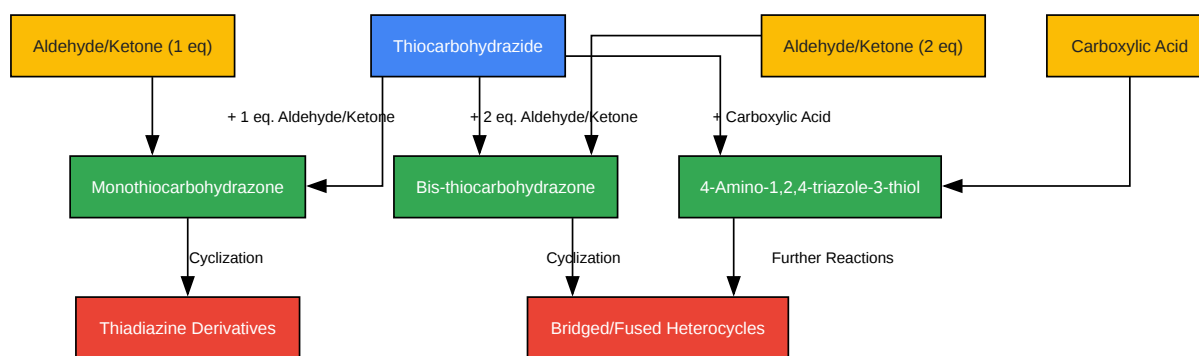 Aldehyde/Ketone (1 eq)
Thiocarbohydrazide
Aldehyde/Ketone (2 eq)
Carboxylic Acid
+ 1 eq. Aldehyde/Ketone
+ 2 eq. Aldehyde/Ketone
+ Carboxylic Acid
Monothiocarbohydrazone
Bis-thiocarbohydrazone
4-Amino-1,2,4-triazole-3-thiol
Cyclization
Cyclization
Further Reactions
Thiadiazine Derivatives
Bridged/Fused Heterocycles